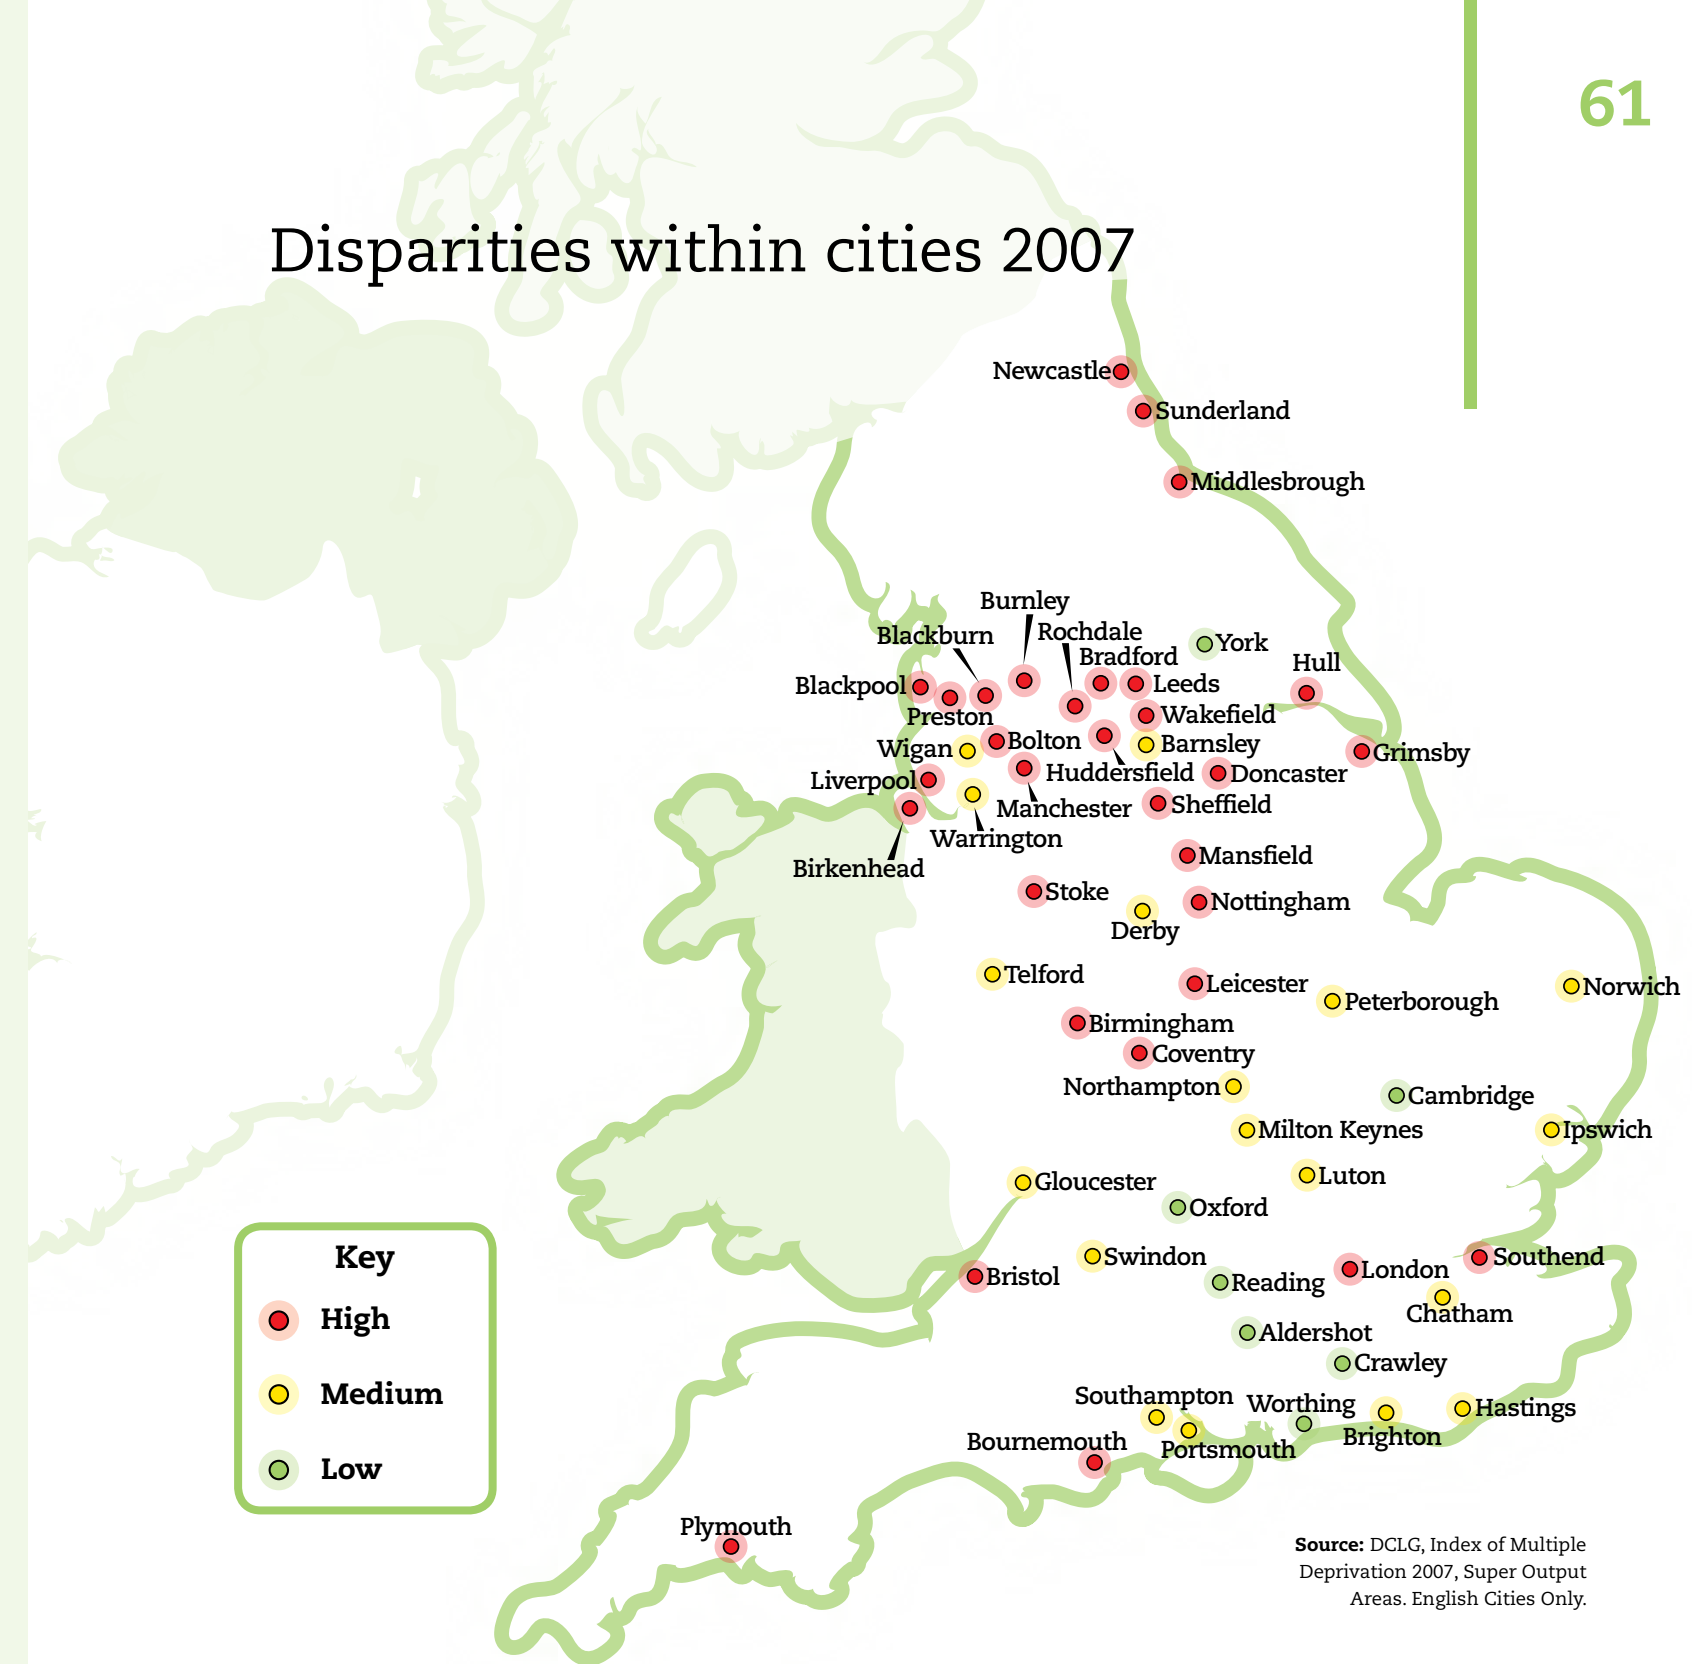 61
Disparities within cities 2007
Newcastle
Sunderland
Middlesbrough
Burnley
Rochdale
Blackburn
York
Bradford
Hull
Blackpool
Leeds
Preston
Wakefield
Wigan
Bolton
Barnsley
Grimsby
Liverpool
Huddersfield
Doncaster
Manchester
Sheffield
Warrington
Birkenhead
Mansfield
Stoke
Nottingham
Derby
Telford
Leicester
Norwich
Peterborough
Birmingham
Coventry
Northampton
Cambridge
Milton Keynes
Ipswich
Luton
Gloucester
Oxford
Swindon
Southend
London
Bristol
Reading
Chatham
Aldershot
Crawley
Southampton
Worthing
Hastings
Brighton
Bournemouth
Portsmouth
Plymouth
Key
High
Medium
Low
Source: DCLG, Index of Multiple
Deprivation 2007, Super Output
Areas. English Cities Only.